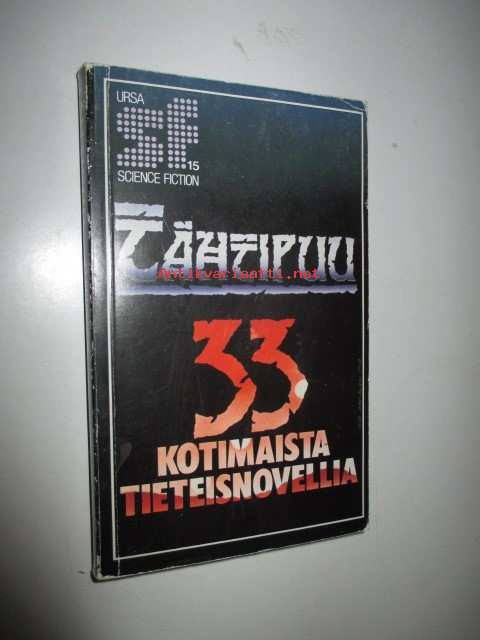 URSA
sf
15
SCIENCE FICTION
TÄHTIPUU
Antikvariaatti.net
33
KOTIMAISTA
TIETEISNOVELLIA